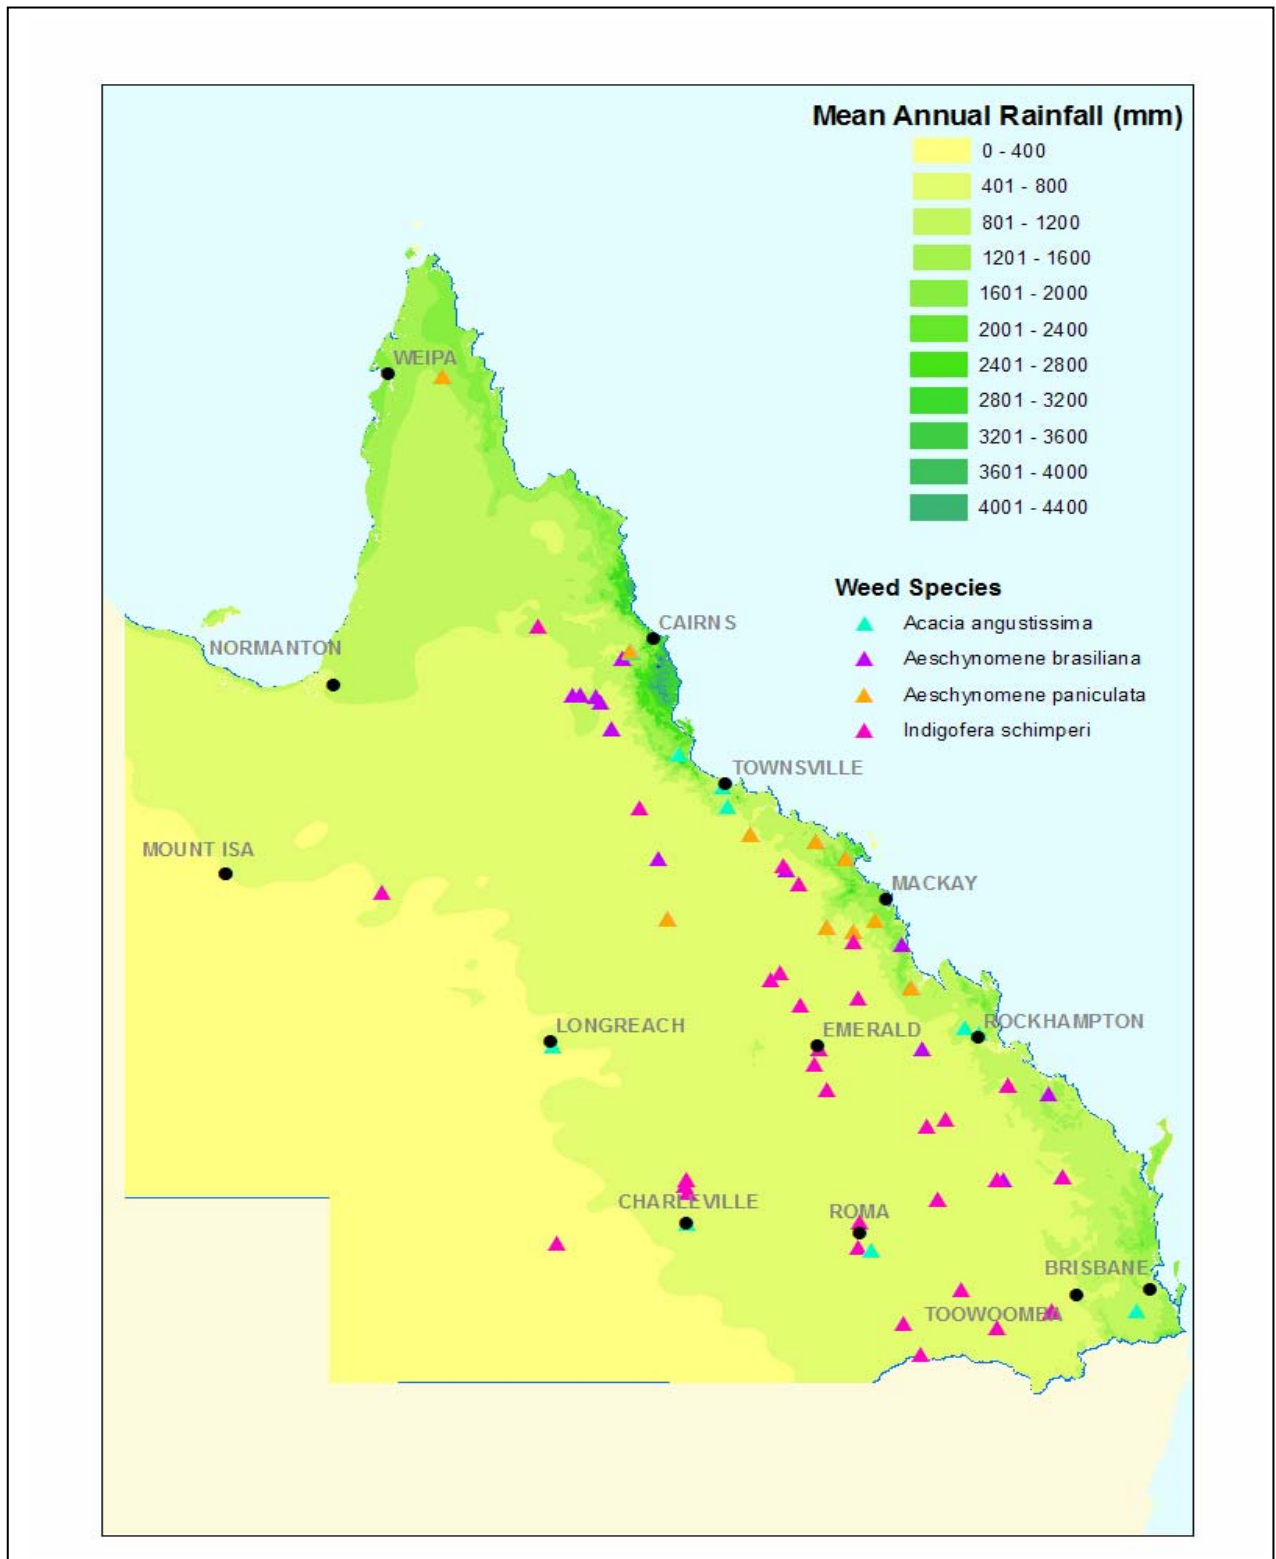 Mean Annual Rainfall (mm)
0 - 400
401 - 800
801 - 1200
1201 - 1600
1601 - 2000
2001 - 2400
2401 - 2800
2801 - 3200
3201 - 3600
3601 - 4000
4001 - 4400
WEIPA
Weed Species
Acacia angustissima
Aeschynomene brasiliana
Aeschynomene paniculata
Indigofera schimperi
CAIRNS
NORMANTON
TOWNSVILLE
MOUNT ISA
MACKAY
LONGREACH
EMERALD
ROCKHAMPTON
CHARLEVILLE
ROMA
BRISBANE
TOOWOOMBA